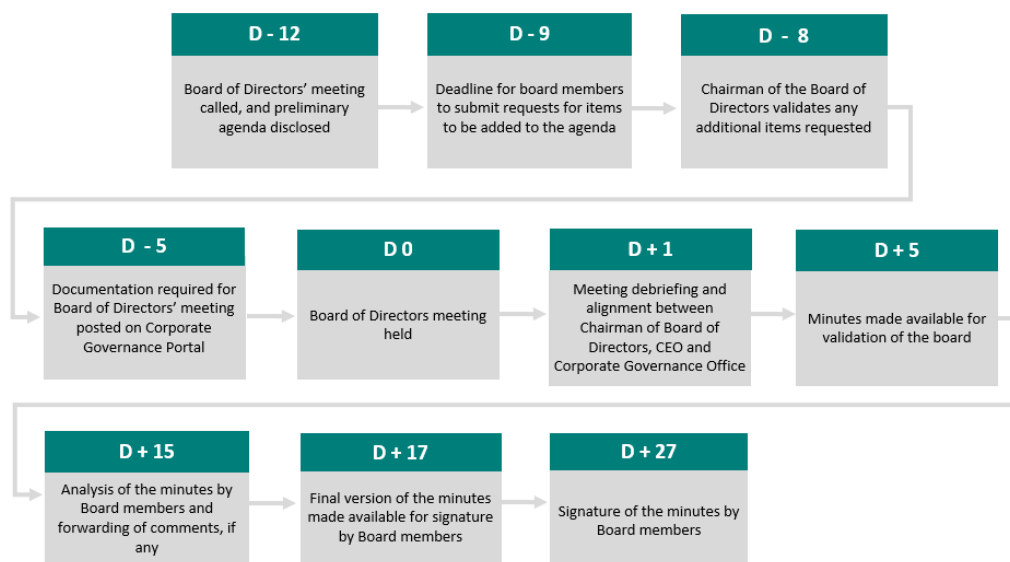 D - 12
Board of Directors’ meeting
called, and preliminary
agenda disclosed
D - 9
Deadline for board members
to submit requests for items
to be added to the agenda
D - 8
Chairman of the Board of
Directors validates any
additional items requested
D - 5
Documentation required for
Board of Directors’ meeting
posted on Corporate
Governance Portal
D 0
Board of Directors meeting
held
D + 1
Meeting debriefing and
alignment between
Chairman of Board of
Directors, CEO and
Corporate Governance Office
D + 5
Minutes made available for
validation of the board
D + 15
Analysis of the minutes by
Board members and
forwarding of comments, if
any
D + 17
Final version of the minutes
made available for signature
by Board members
D + 27
Signature of the minutes by
Board members